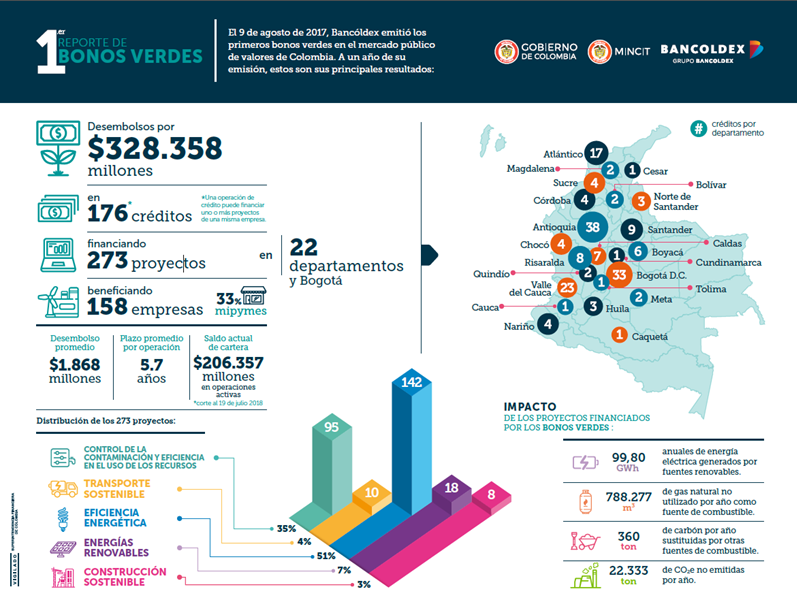 1er
REPORTE DE
BONOS VERDES
El 9 de agosto de 2017, Bancóldex emitió los
primeros bonos verdes en el mercado público
de valores de Colombia. A un año de su
emisión, estos son sus principales resultados:
GOBIERNO
DE COLOMBIA
MINCIT
BANCOLDEX
GRUPO BANCOLDEX
Desembolsos por
$328.358
millones
en
176* créditos
*Una operación de
crédito puede financiar
uno o más proyectos
de una misma empresa.
financiando
273 proyectos
en
22
departamentos
y Bogotá
beneficiando
158 empresas
33%
mipymes
Desembolso
promedio
$1.868
millones
Plazo promedio
por operación
5.7
años
Saldo actual
de cartera
$206.357
millones
en operaciones
activas
*corte al 19 de julio 2018
# créditos por
departamento
Atlántico 17
Magdalena 2
1 Cesar
Sucre 4
Bolívar
Córdoba 4
2
3 Norte de
Santander
Antioquia 38
9 Santander
Chocó 4
Caldas
Risaralda 8
7
1
6 Boyacá
Cundinamarca
Quindío
2
33 Bogotá D.C.
Valle
del Cauca 23
1
Tolima
Cauca 1
3 Huila
2 Meta
Nariño 4
1 Caquetá
Distribución de los 273 proyectos:
CONTROL DE LA
CONTAMINACIÓN Y EFICIENCIA
EN EL USO DE LOS RECURSOS
TRANSPORTE
SOSTENIBLE
EFICIENCIA
ENERGÉTICA
ENERGÍAS
RENOVABLES
CONSTRUCCIÓN
SOSTENIBLE
95
10
142
18
8
35%
4%
51%
7%
3%
IMPACTO
DE LOS PROYECTOS FINANCIADOS
POR LOS BONOS VERDES :
99,80
GWh
anuales de energía
eléctrica generados por
fuentes renovables.
788.277
m³
de gas natural no
utilizado por año como
fuente de combustible.
360
ton
de carbón por año
sustituidas por otras
fuentes de combustible.
22.333
ton
de CO₂e no emitidas
por año.
VIGILADO
SUPERINTENDENCIA FINANCIERA
DE COLOMBIA